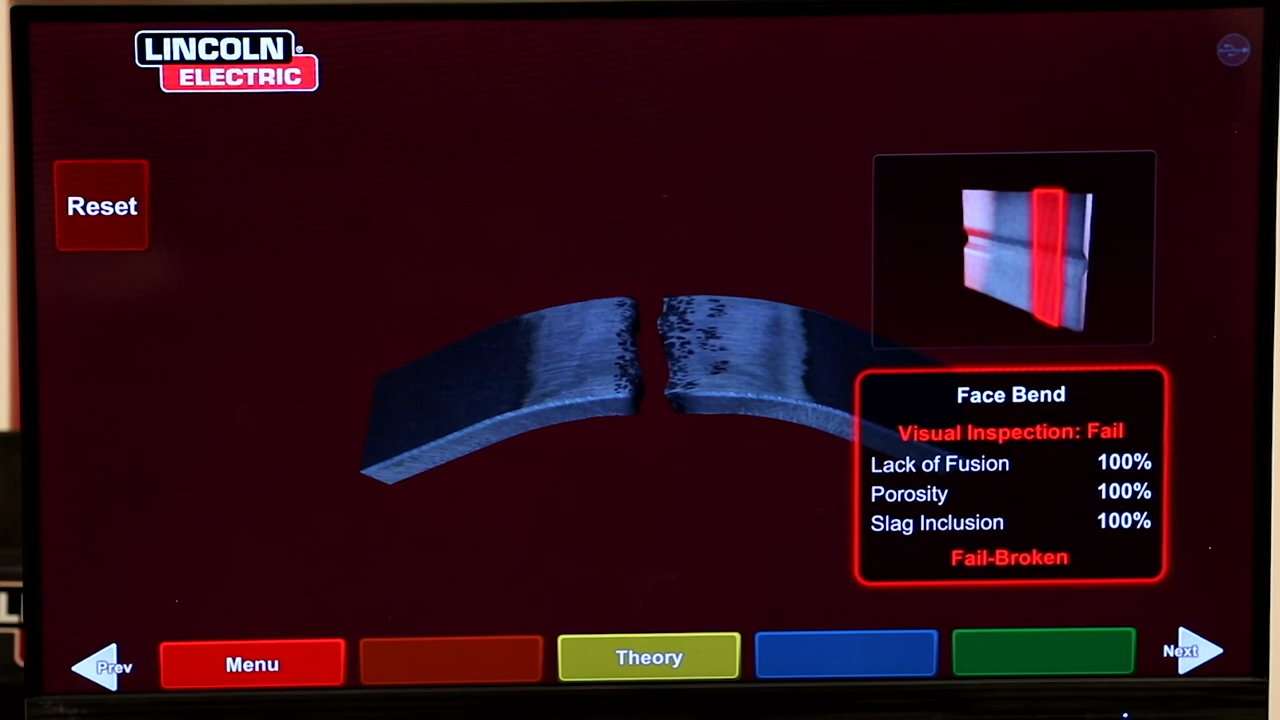 LINCOLN
ELECTRIC
Reset
Face Bend
Visual Inspection: Fail
Lack of Fusion 100%
Porosity 100%
Slag Inclusion 100%
Fail-Broken
Prev
Menu
Theory
Next